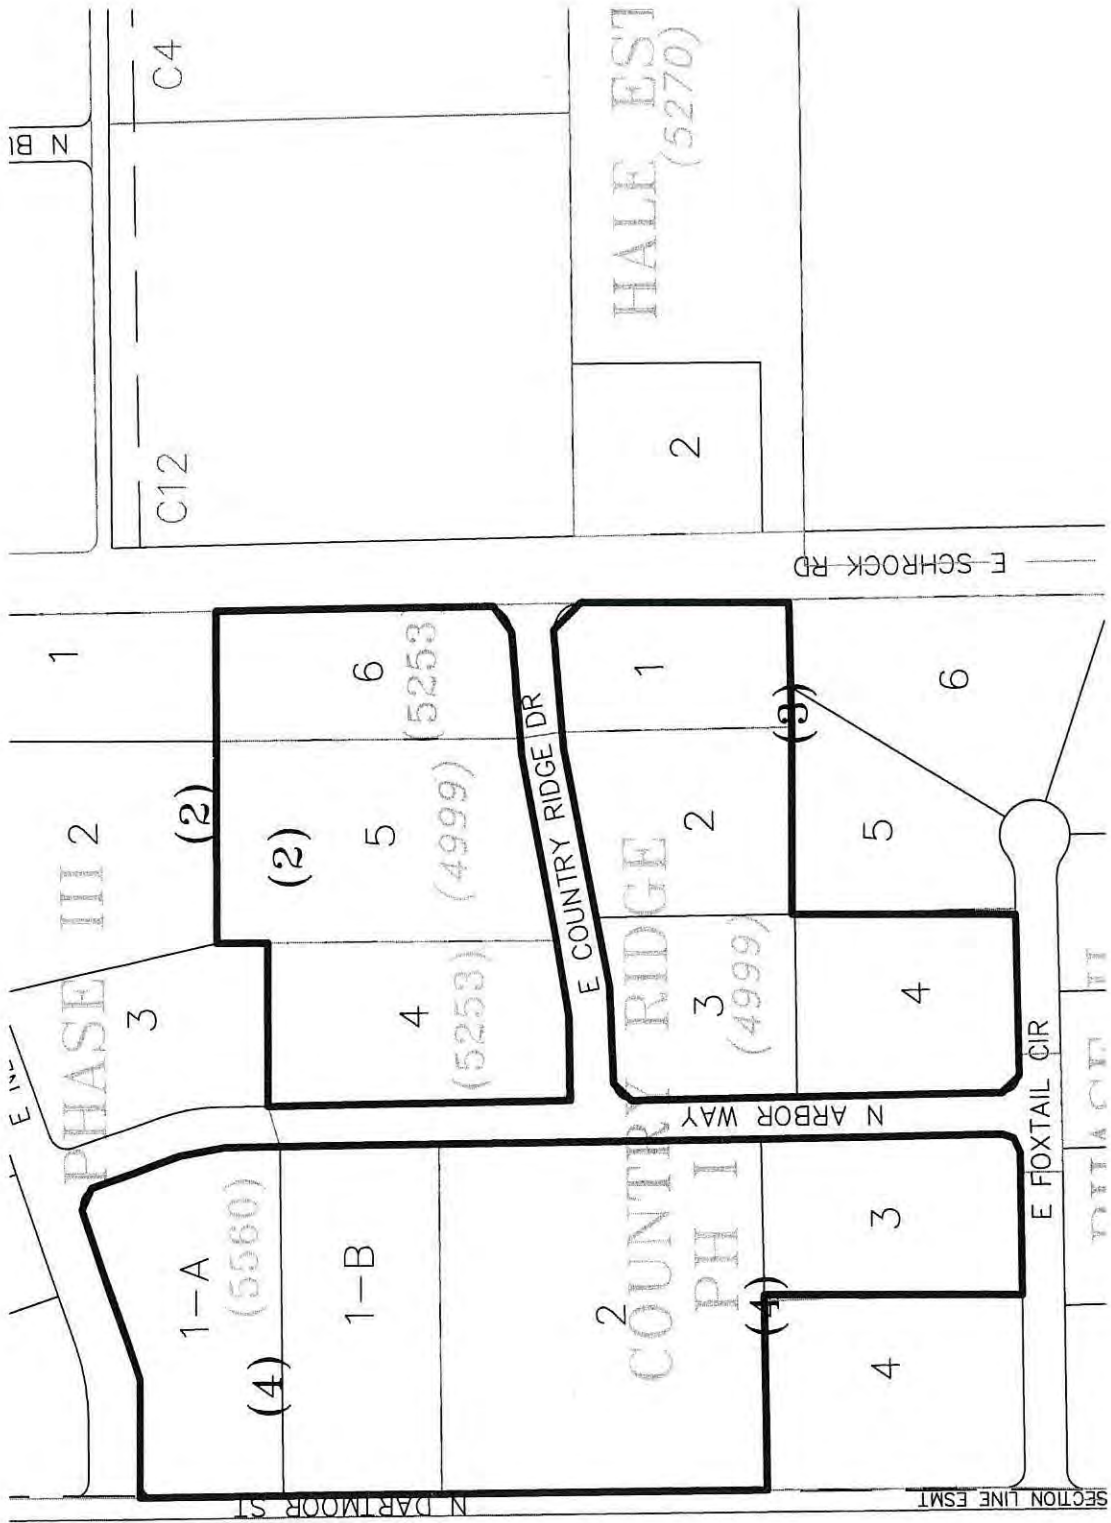 N BU
C4
HALE EST
(5270)
C12
2
E SCHROCK RD
1
6
(5253
1
6
PHASE III
2
(2)
(2)
5
(4999)
E COUNTRY RIDGE DR
2
(3)
5
3
4
(5253)
3
(4999)
4
E FOXTAIL CIR
N ARBOR WAY
COUNTRY RIDGE
PH I
1-A
(5560)
1-B
2
3
(4)
(4)
4
N DARTMOOR ST
SECTION LINE ESMT